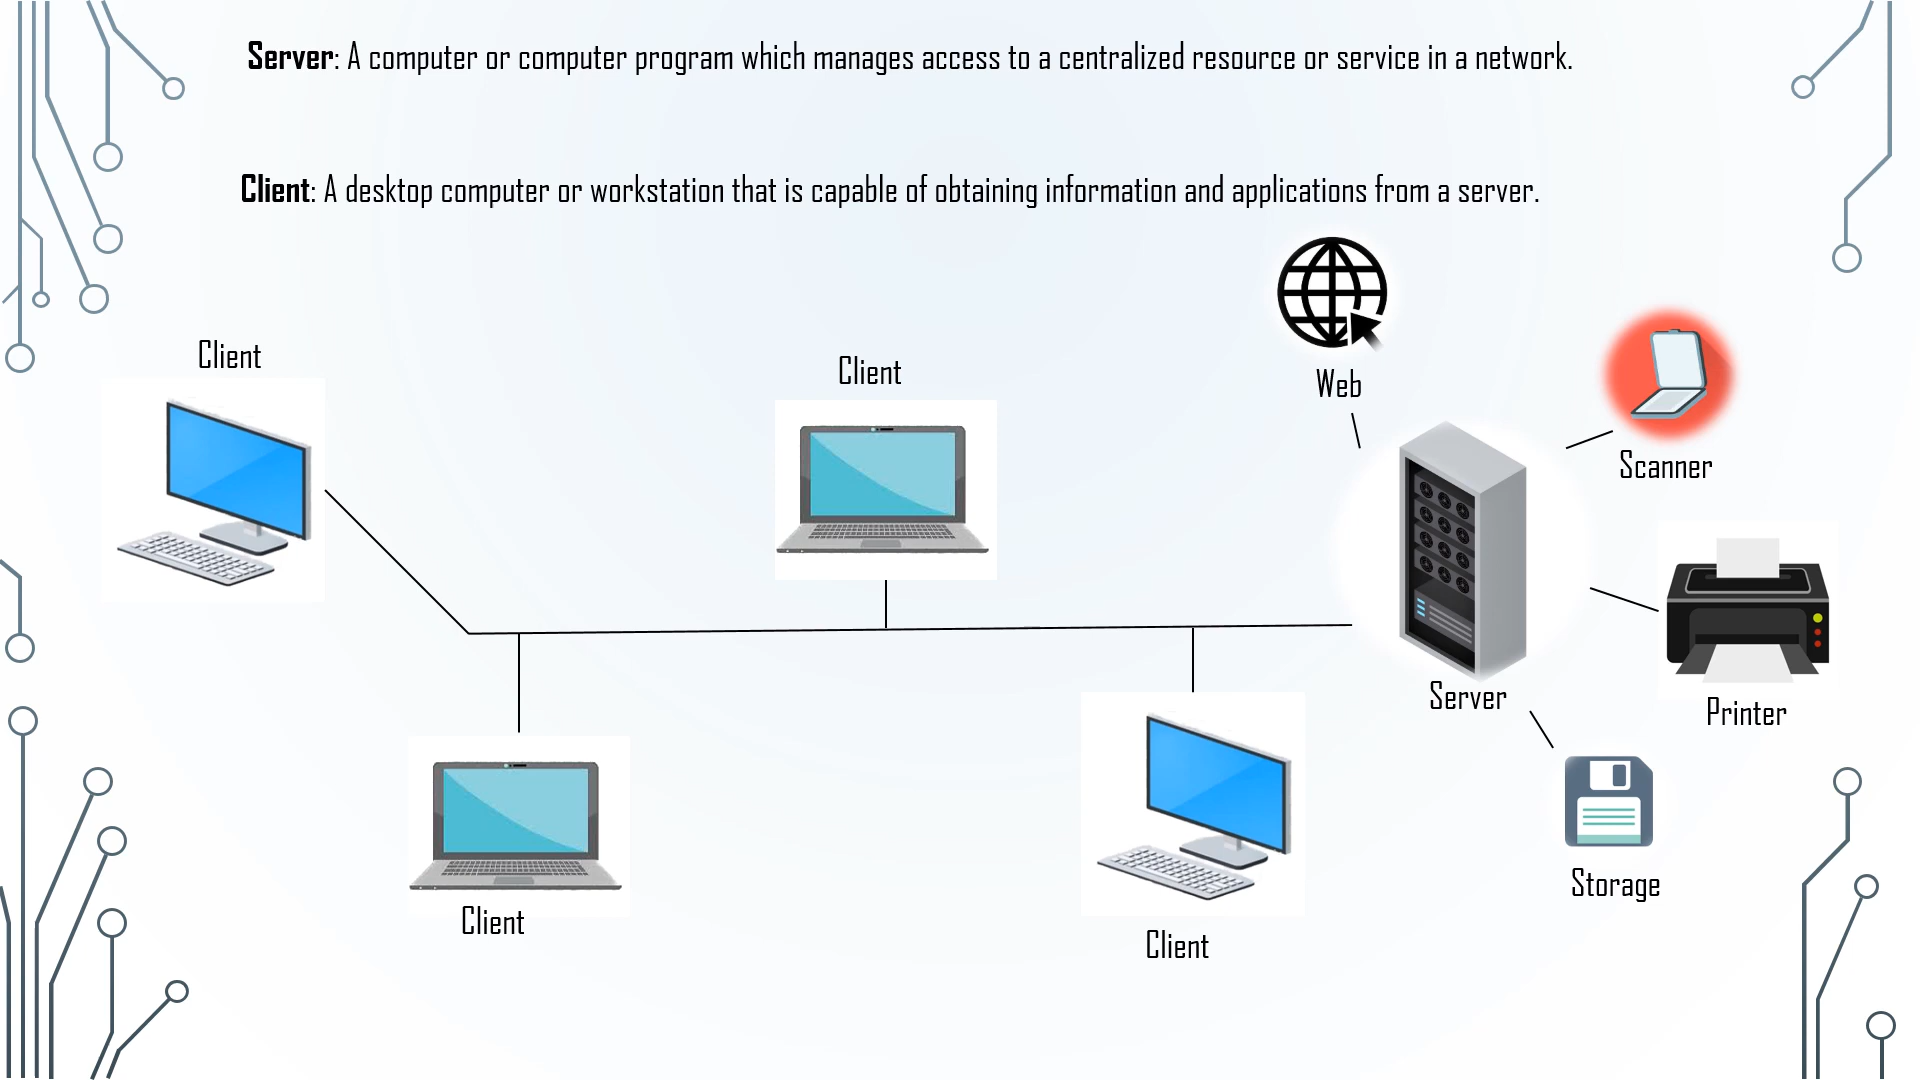 Server: A computer or computer program which manages access to a centralized resource or service in a network.
Client: A desktop computer or workstation that is capable of obtaining information and applications from a server.
Client
Client
Web
Scanner
Server
Printer
Storage
Client
Client